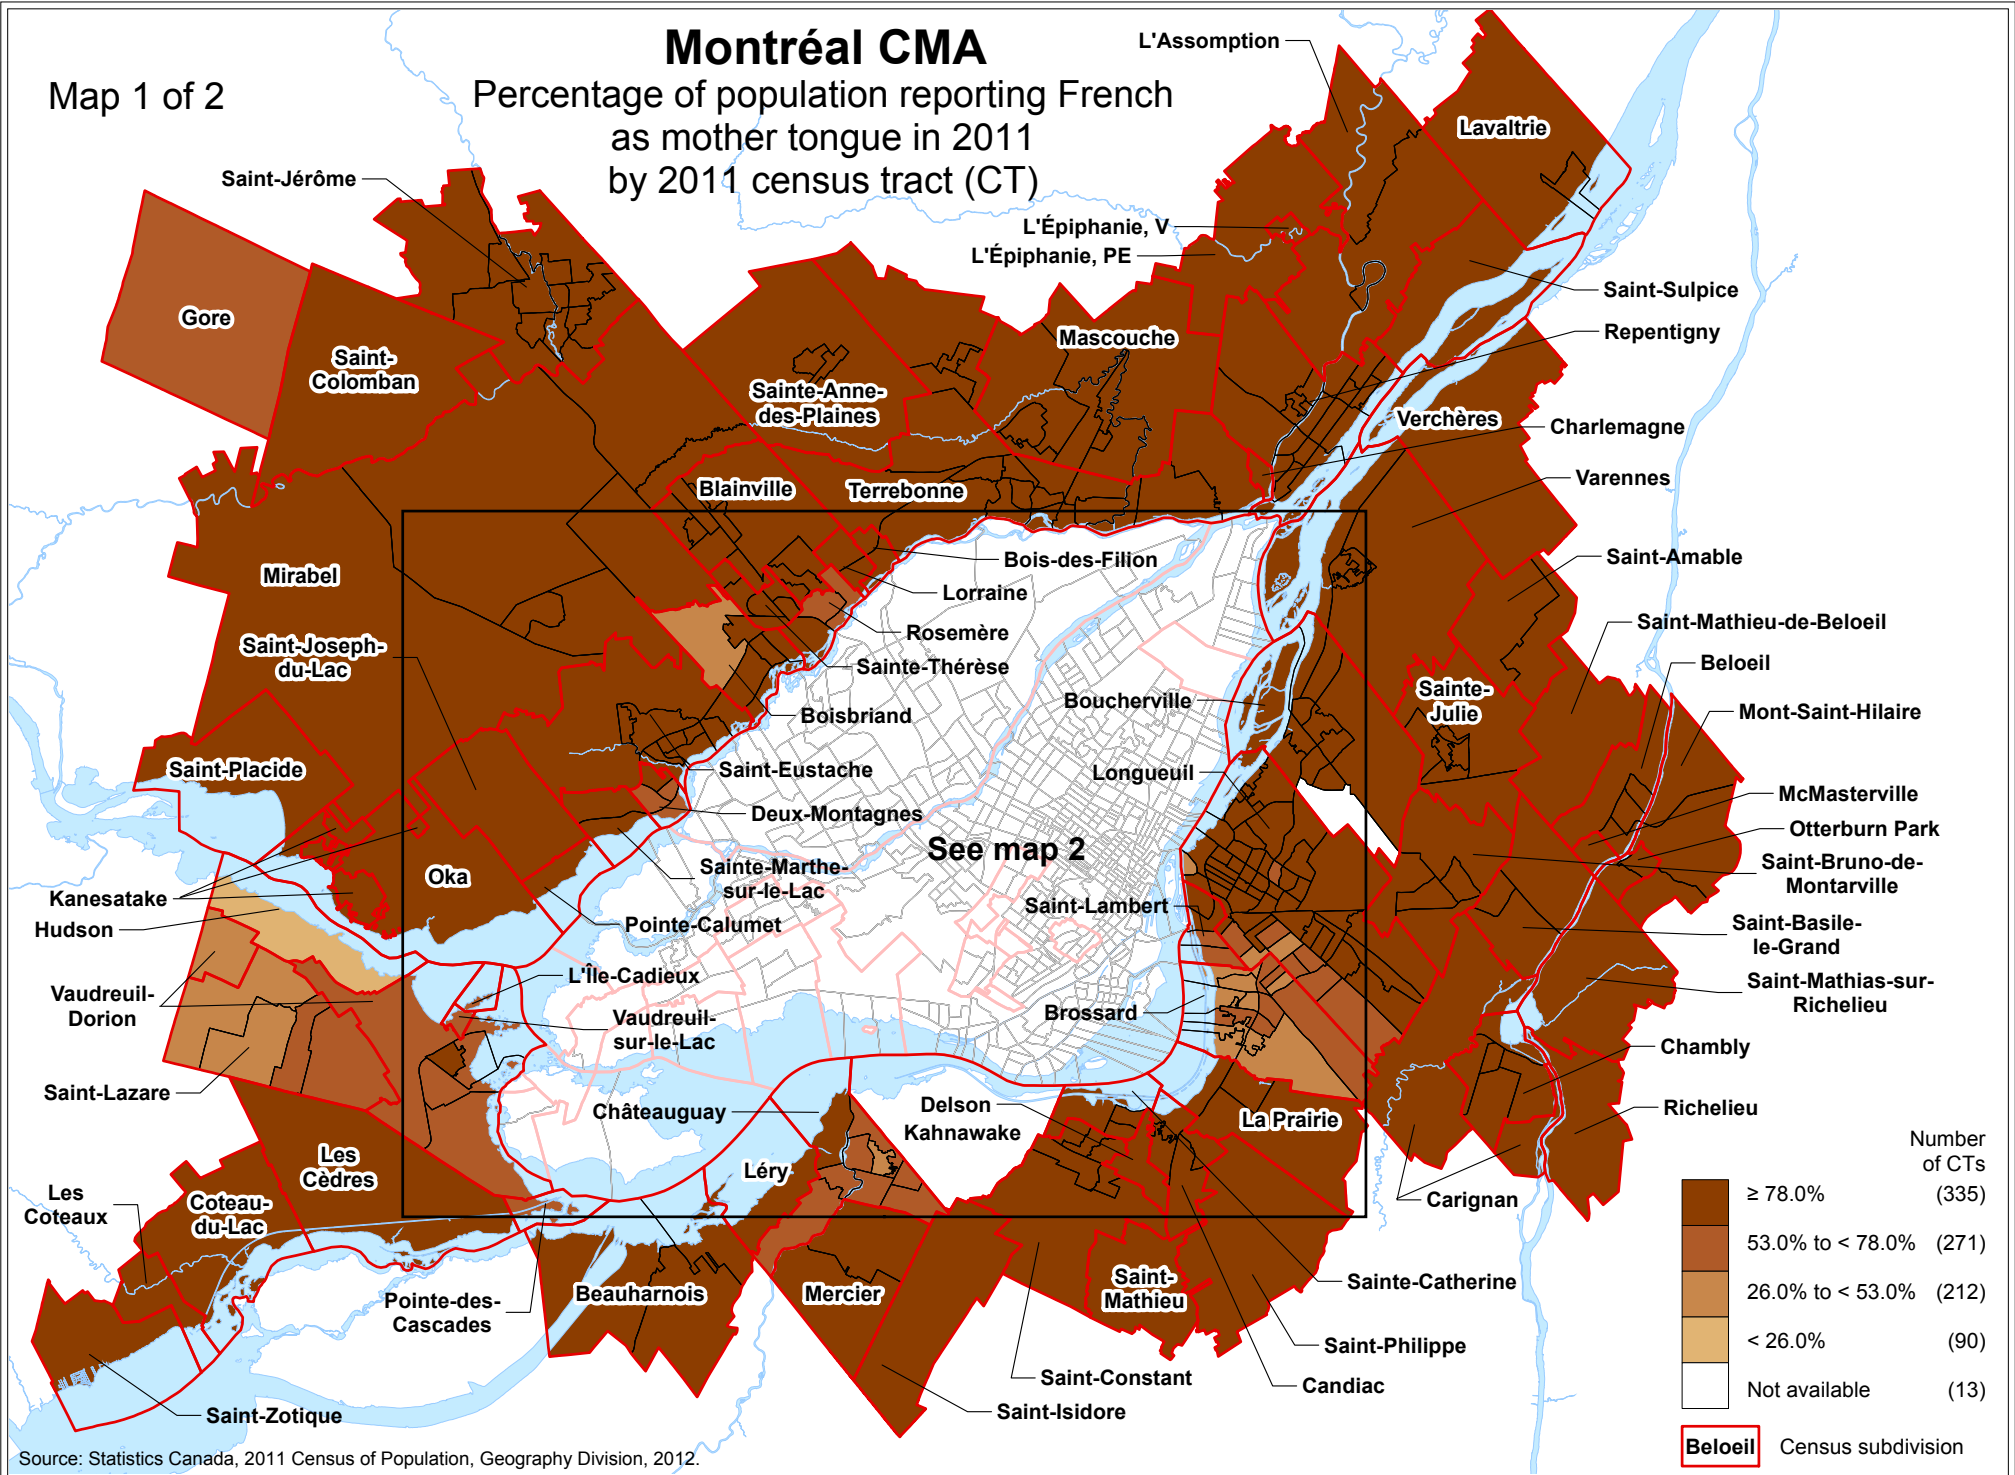 Montréal CMA
Percentage of population reporting French
as mother tongue in 2011
by 2011 census tract (CT)
Map 1 of 2
L'Assomption
Lavaltrie
Saint-Jérôme
L'Épiphanie, V
L'Épiphanie, PE
Saint-Sulpice
Gore
Repentigny
Mascouche
Saint-
Colomban
Sainte-Anne-
des-Plaines
Verchères
Charlemagne
Varennes
Blainville
Terrebonne
Bois-des-Filion
Saint-Amable
Mirabel
Lorraine
Saint-Mathieu-de-Beloeil
Rosemère
Saint-Joseph-
du-Lac
Sainte-Thérèse
Beloeil
Sainte-
Julie
Boucherville
Boisbriand
Mont-Saint-Hilaire
Saint-Placide
Saint-Eustache
Longueuil
McMasterville
Deux-Montagnes
Otterburn Park
See map 2
Saint-Bruno-de-
Montarville
Sainte-Marthe-
sur-le-Lac
Oka
Kanesatake
Saint-Lambert
Hudson
Pointe-Calumet
Saint-Basile-
le-Grand
L'Île-Cadieux
Saint-Mathias-sur-
Richelieu
Vaudreuil-
Dorion
Vaudreuil-
sur-le-Lac
Brossard
Chambly
Saint-Lazare
Châteauguay
Delson
Kahnawake
La Prairie
Richelieu
Les
Cèdres
Léry
Les
Coteaux
Coteau-
du-Lac
Carignan
Pointe-des-
Cascades
Beauharnois
Mercier
Saint-
Mathieu
Sainte-Catherine
Saint-Philippe
Saint-Constant
Candiac
Saint-Isidore
Saint-Zotique
Number
of CTs
≥ 78.0% (335)
53.0% to < 78.0% (271)
26.0% to < 53.0% (212)
< 26.0% (90)
Not available (13)
Beloeil Census subdivision
Source: Statistics Canada, 2011 Census of Population, Geography Division, 2012.